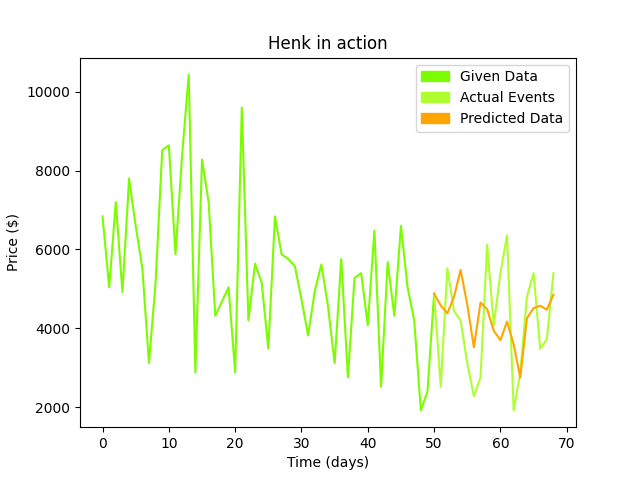 Henk in action
Given Data
Actual Events
Predicted Data
Price ($)
10000
8000
6000
4000
2000
0 10 20 30 40 50 60 70
Time (days)